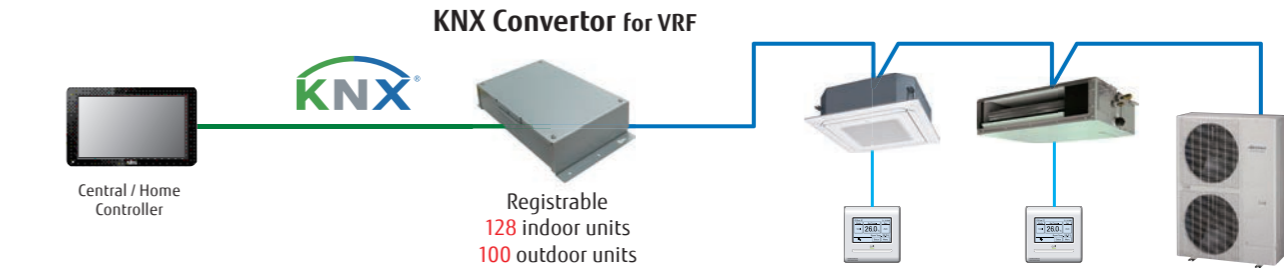 KNX Convertor for VRF
KNX®
Central / Home
Controller
Registrable
128 indoor units
100 outdoor units
26.0
26.0